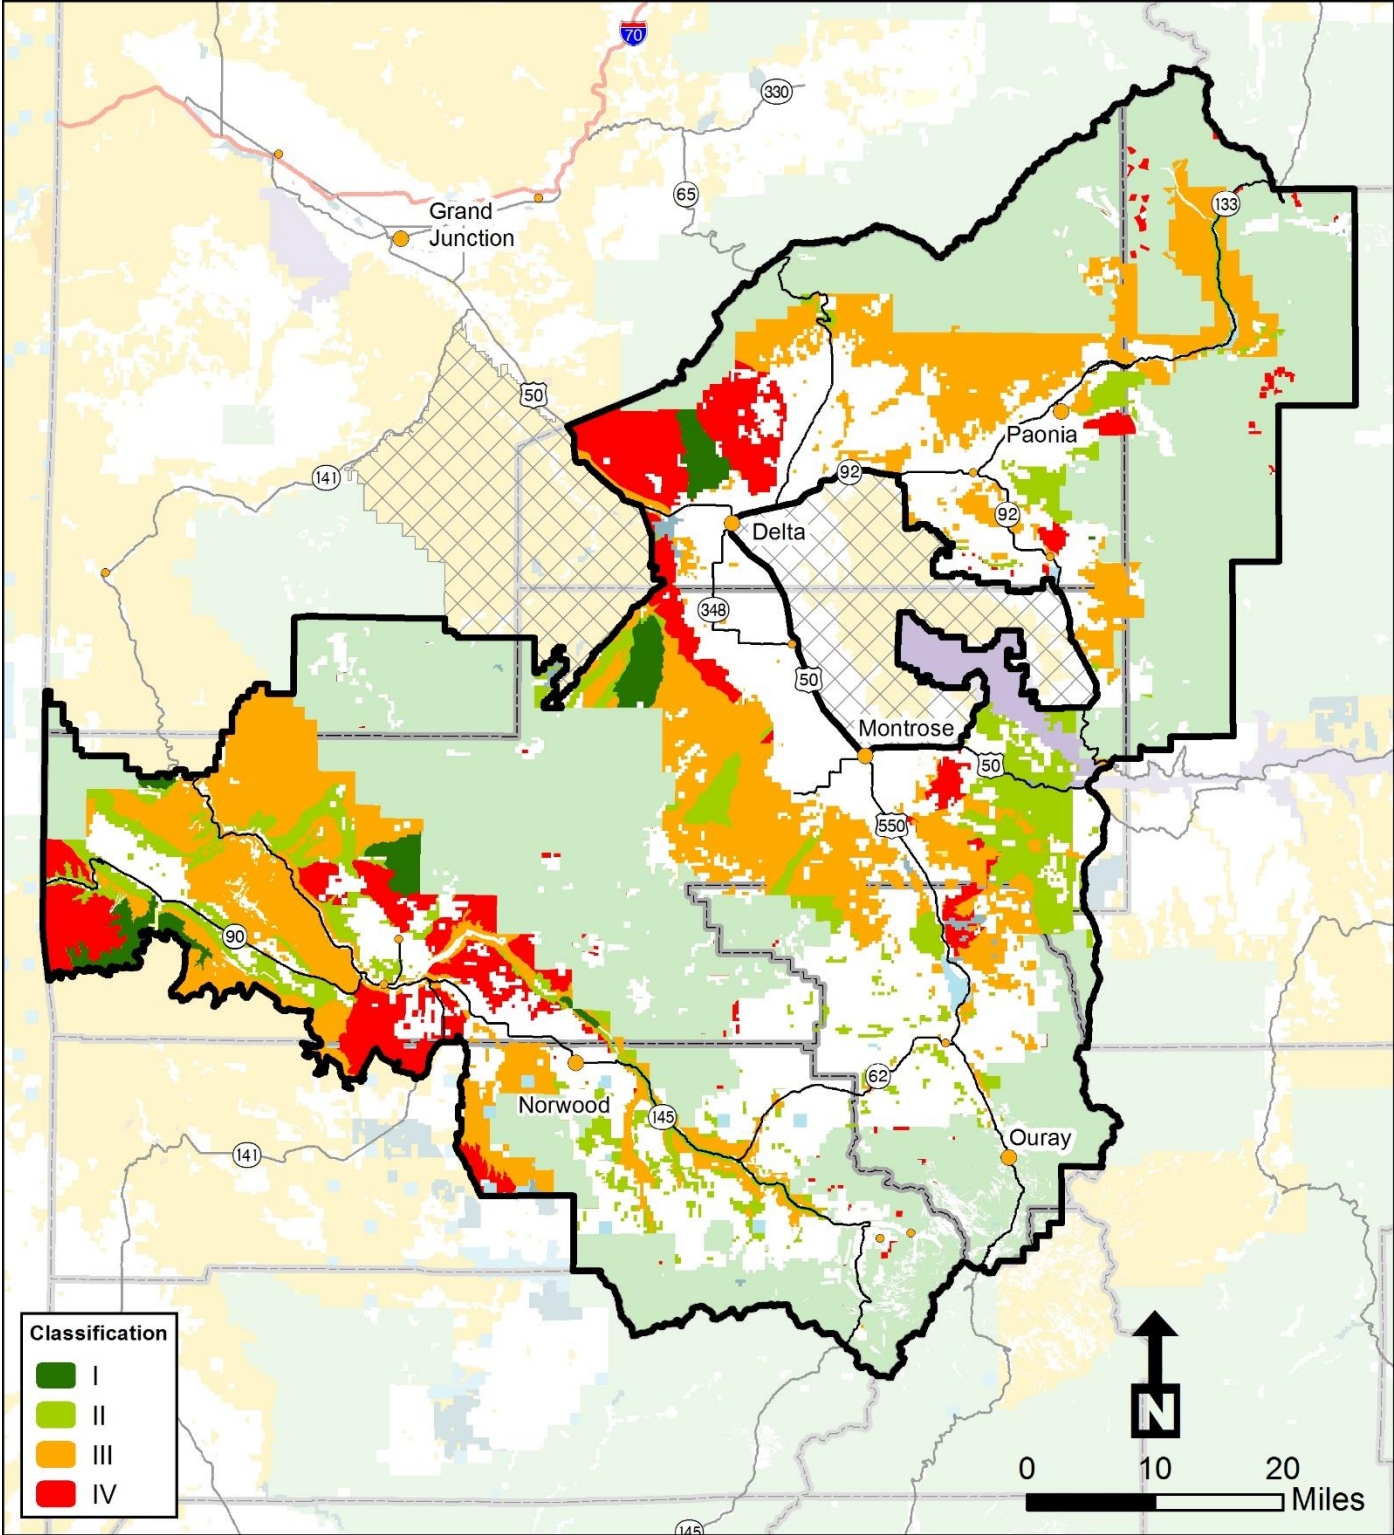 70
330
65
133
Grand
Junction
50
141
Paonia
92
92
Delta
348
50
Montrose
50
550
90
62
Norwood
145
Ouray
141
Classification
I
II
III
IV
N
0 10 20
Miles
145